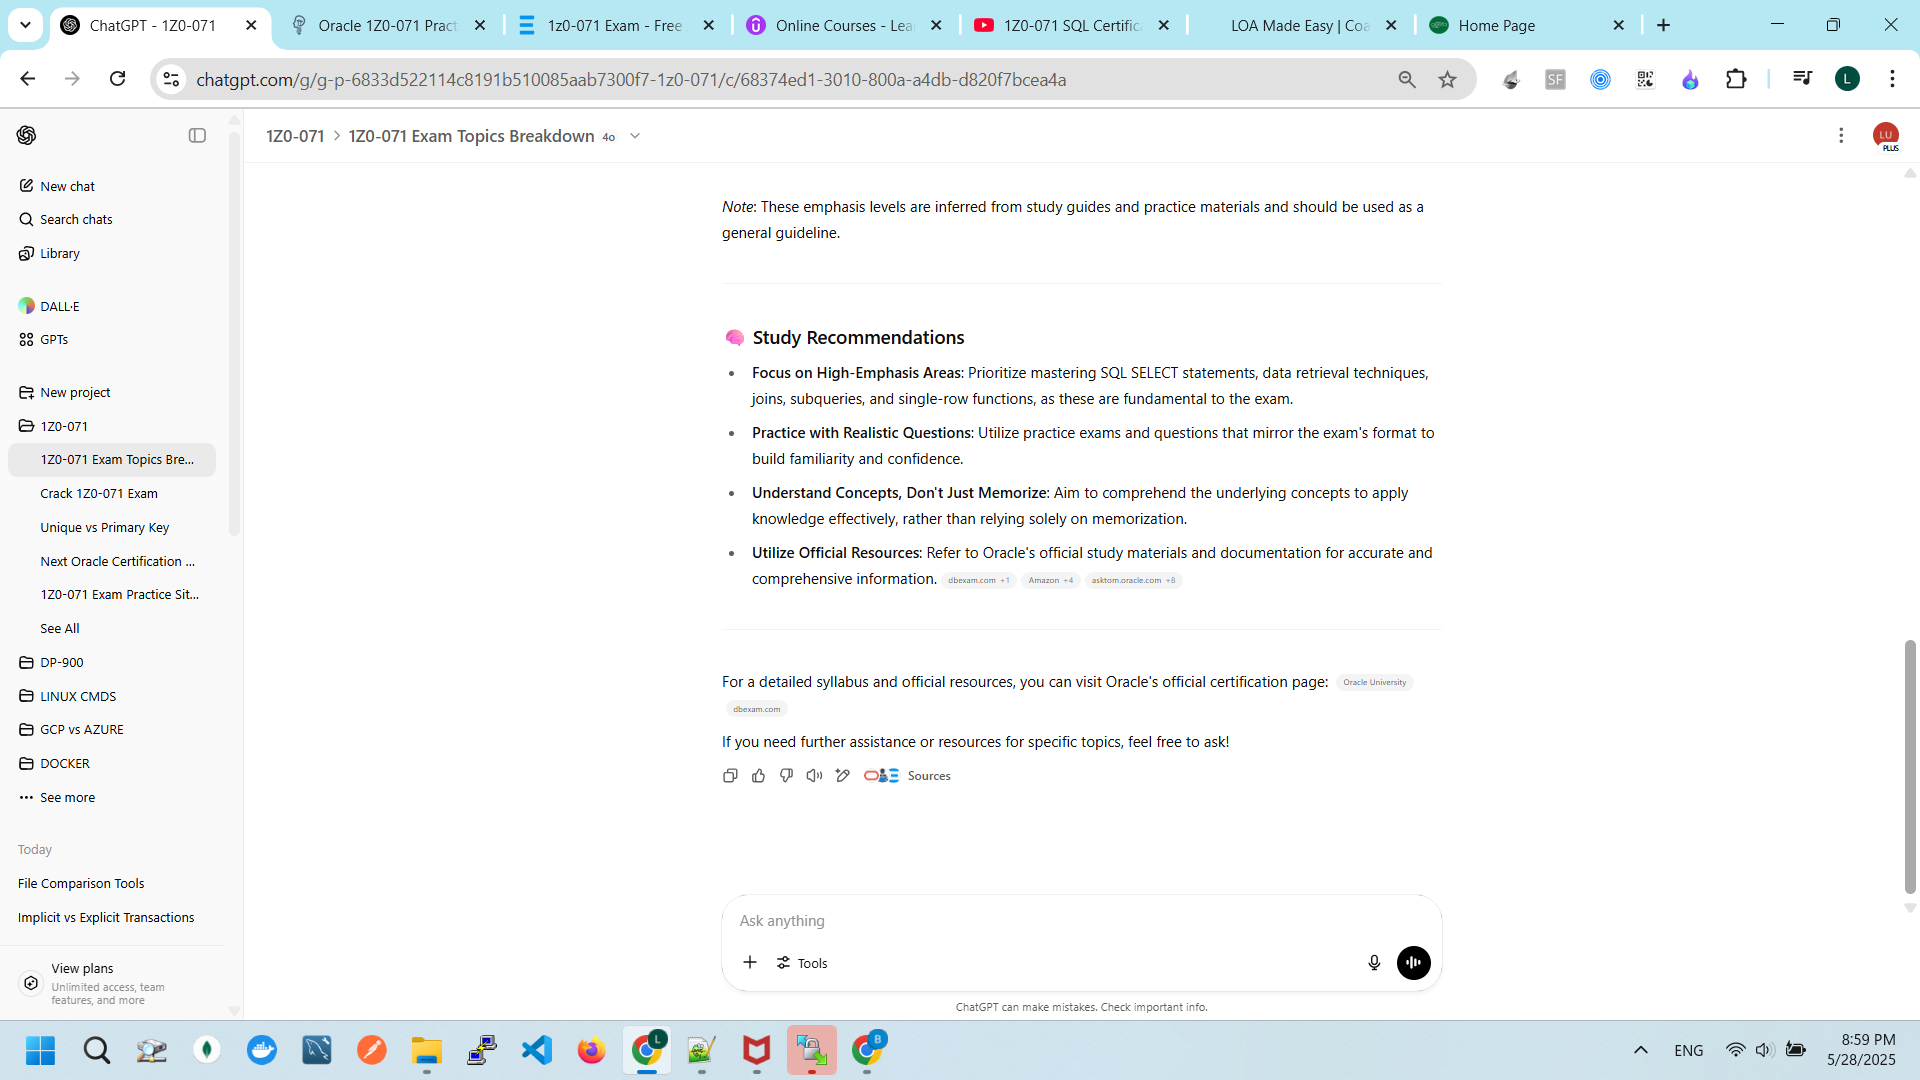 ChatGPT - 1Z0-071
Oracle 1Z0-071 Pract
1z0-071 Exam - Free
Online Courses - Lea
1Z0-071 SQL Certific
LOA Made Easy | Coa
Home Page
chatgpt.com/g/g-p-6833d522114c8191b510085aab7300f7-1z0-071/c/68374ed1-3010-800a-a4db-d820f7bcea4a
SF
L
1Z0-071 > 1Z0-071 Exam Topics Breakdown 4o
LU
PLUS
New chat
Search chats
Library
DALL·E
GPTs
New project
1Z0-071
1Z0-071 Exam Topics Bre...
Crack 1Z0-071 Exam
Unique vs Primary Key
Next Oracle Certification ...
1Z0-071 Exam Practice Sit...
See All
DP-900
LINUX CMDS
GCP vs AZURE
DOCKER
See more
Today
File Comparison Tools
Implicit vs Explicit Transactions
View plans
Unlimited access, team
features, and more
Note: These emphasis levels are inferred from study guides and practice materials and should be used as a
general guideline.
🧠 Study Recommendations
• Focus on High-Emphasis Areas: Prioritize mastering SQL SELECT statements, data retrieval techniques,
joins, subqueries, and single-row functions, as these are fundamental to the exam.
• Practice with Realistic Questions: Utilize practice exams and questions that mirror the exam's format to
build familiarity and confidence.
• Understand Concepts, Don't Just Memorize: Aim to comprehend the underlying concepts to apply
knowledge effectively, rather than relying solely on memorization.
• Utilize Official Resources: Refer to Oracle's official study materials and documentation for accurate and
comprehensive information. dbexam.com +1 Amazon +4 asktom.oracle.com +8
For a detailed syllabus and official resources, you can visit Oracle's official certification page: Oracle University
dbexam.com
If you need further assistance or resources for specific topics, feel free to ask!
Sources
Ask anything
Tools
ChatGPT can make mistakes. Check important info.
L
B
ENG
8:59 PM
5/28/2025